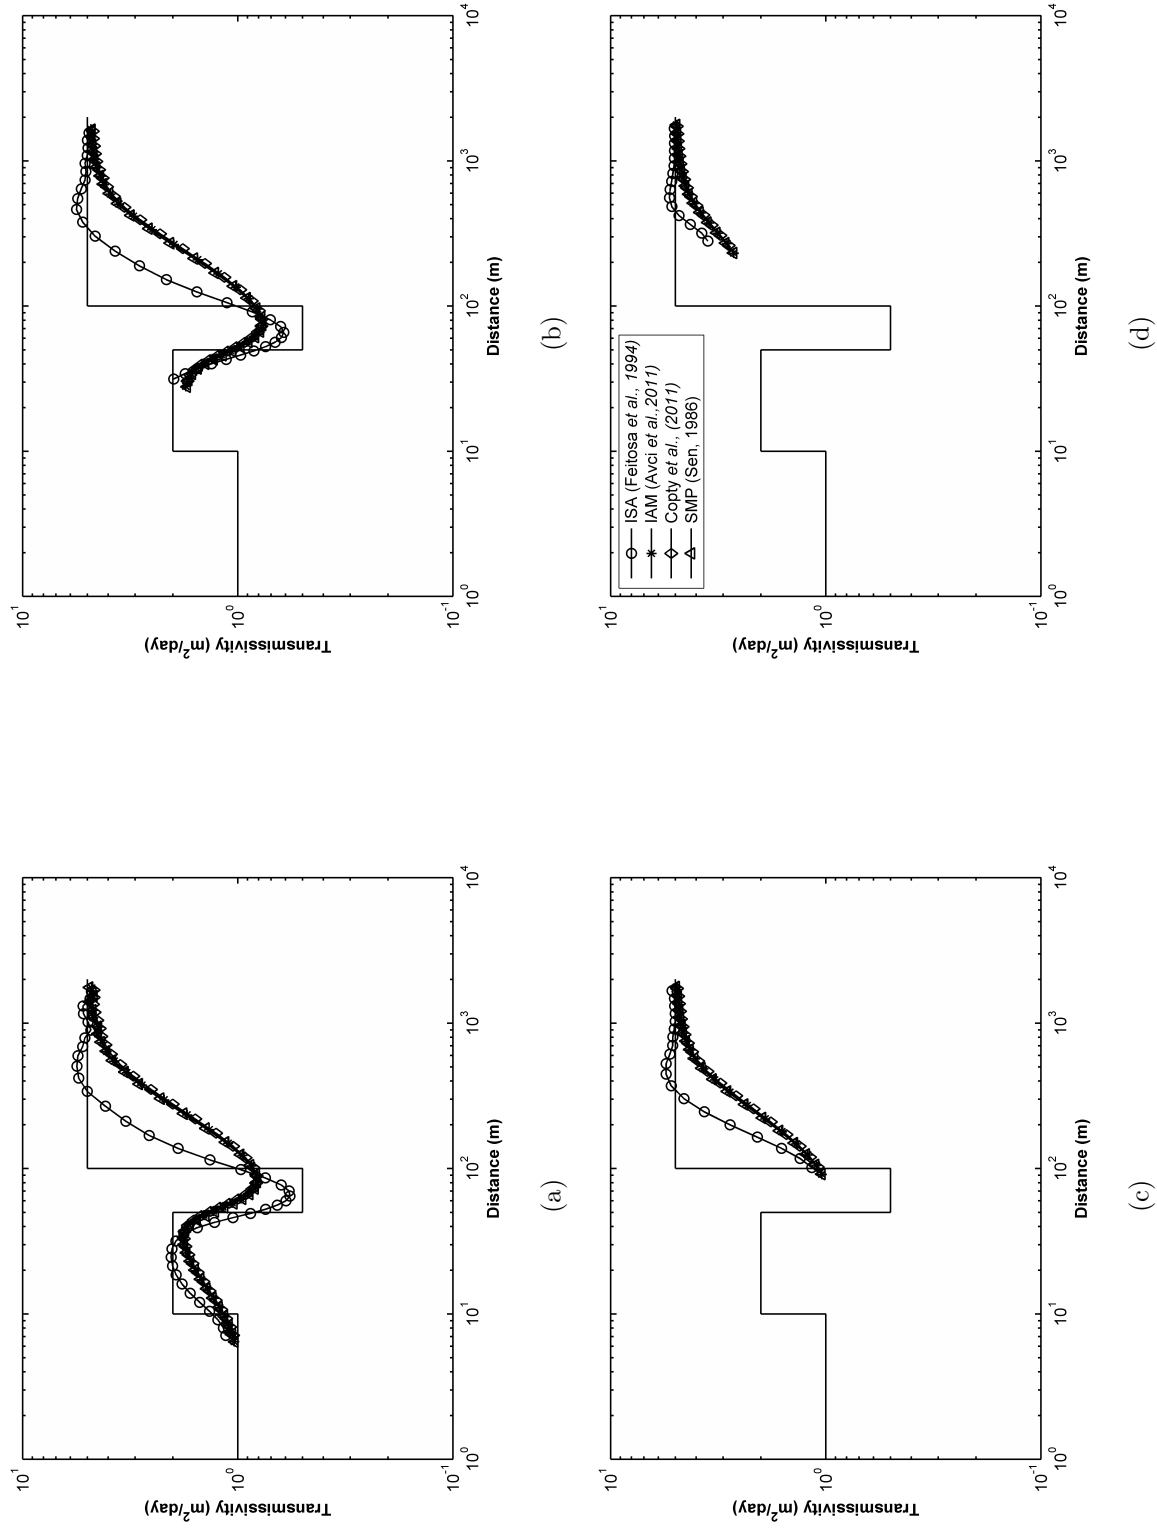 10^1
10^0
10^-1
Transmissivity (m^2/day)
10^0
10^1
10^2
10^3
10^4
Distance (m)
(a)
10^1
10^0
10^-1
Transmissivity (m^2/day)
10^0
10^1
10^2
10^3
10^4
Distance (m)
(b)
10^1
10^0
10^-1
Transmissivity (m^2/day)
10^0
10^1
10^2
10^3
10^4
Distance (m)
(c)
10^1
10^0
10^-1
Transmissivity (m^2/day)
10^0
10^1
10^2
10^3
10^4
Distance (m)
ISA (Feitosa et al., 1994)
IAM (Avci et al.,2011)
Copty et al., (2011)
SMP (Sen, 1986)
(d)